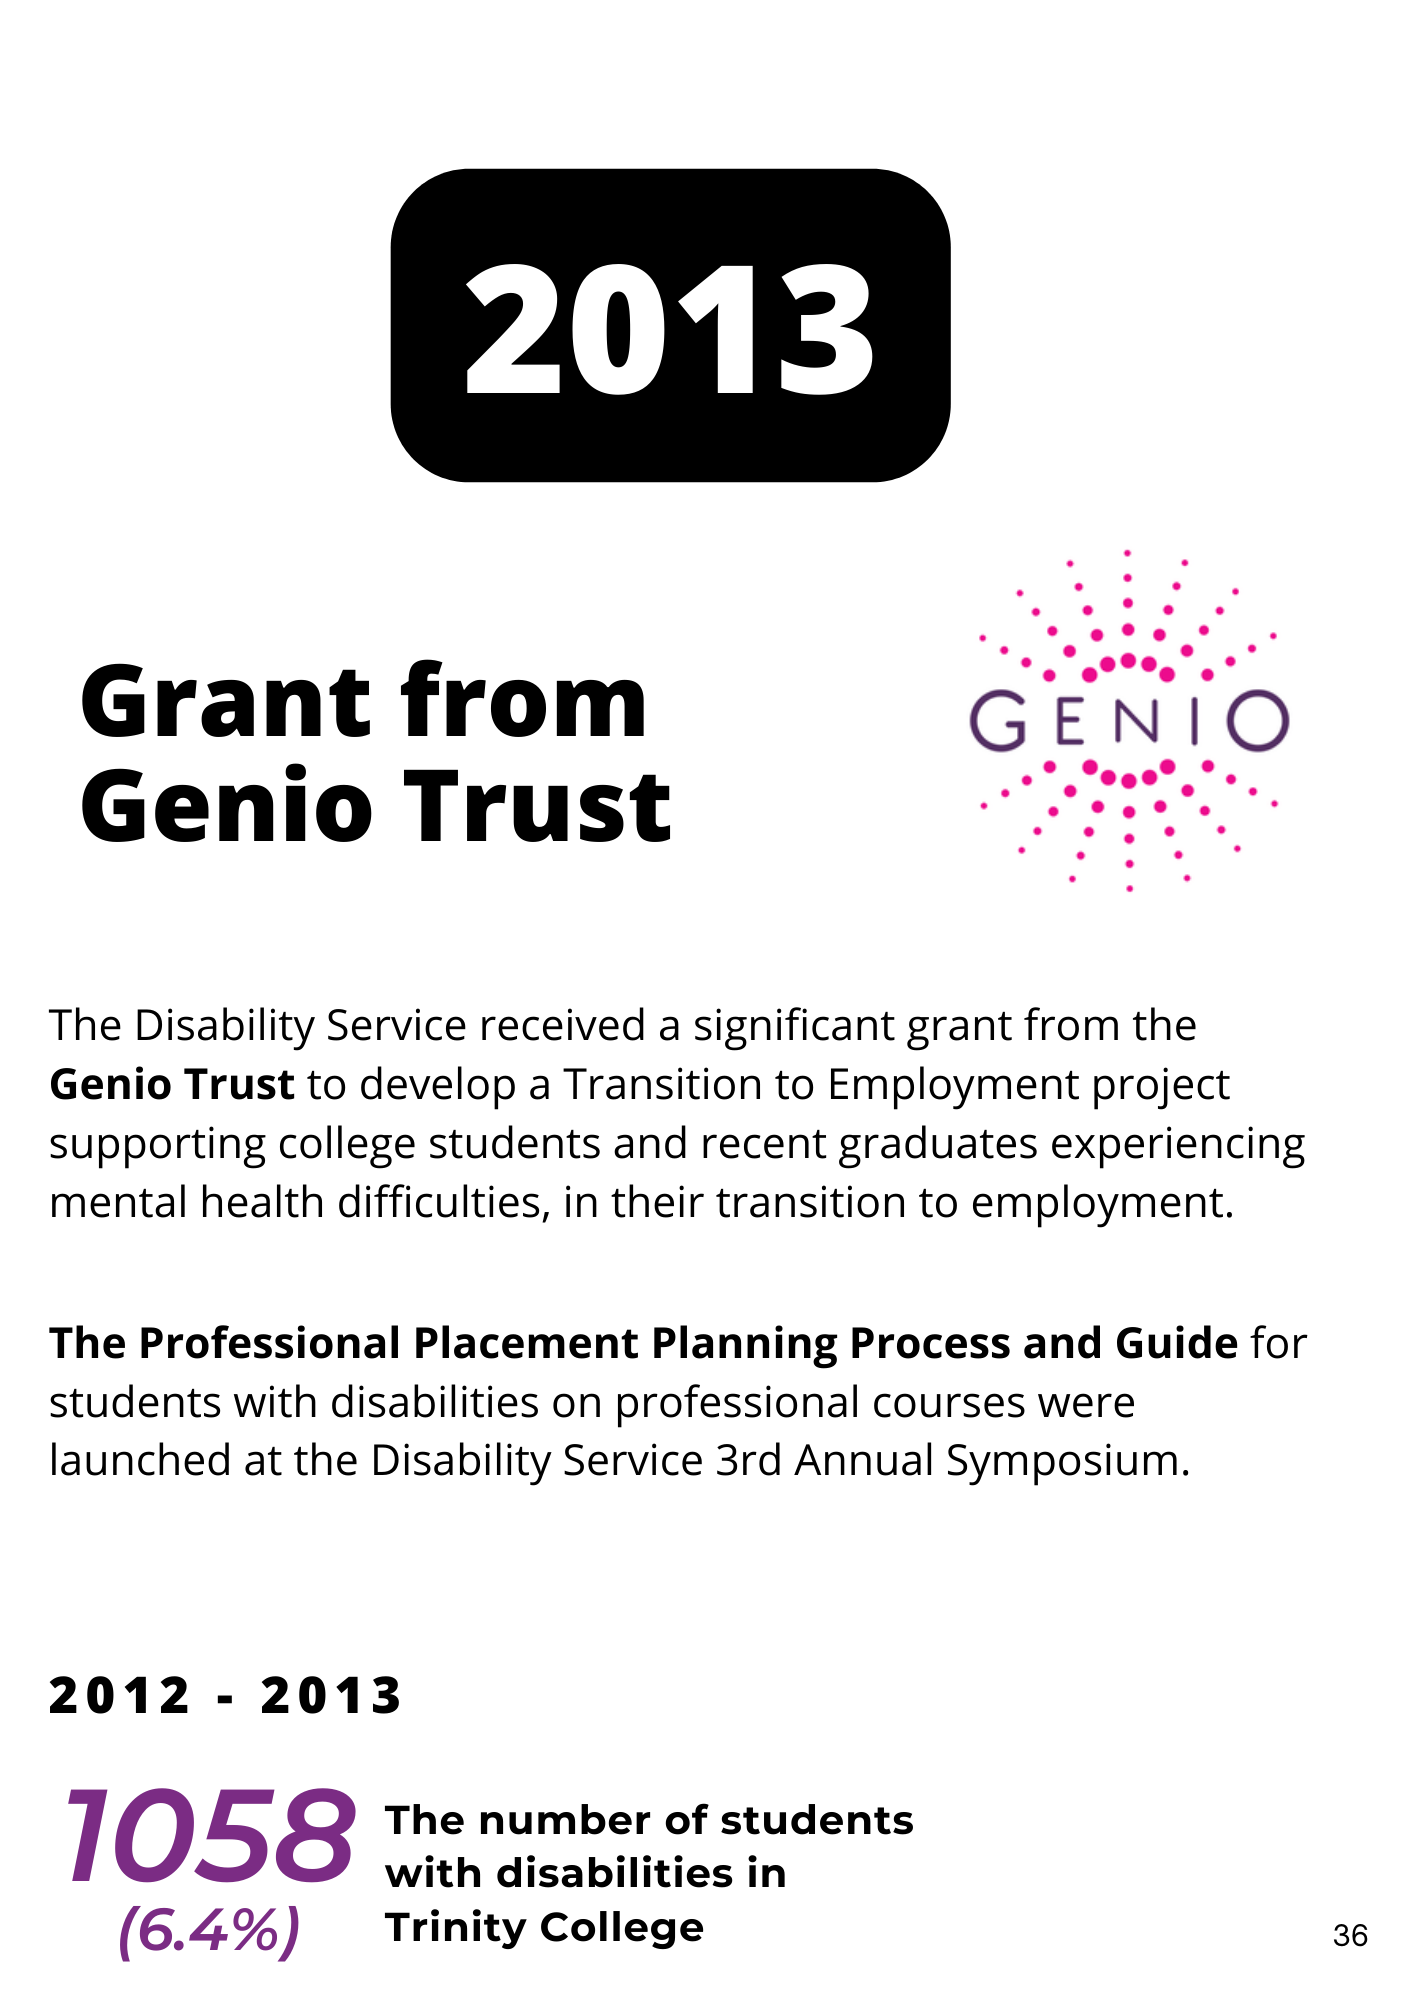 2013
GENIO
Grant from
Genio Trust
The Disability Service received a significant grant from the
Genio Trust to develop a Transition to Employment project
supporting college students and recent graduates experiencing
mental health difficulties, in their transition to employment.
The Professional Placement Planning Process and Guide for
students with disabilities on professional courses were
launched at the Disability Service 3rd Annual Symposium.
2012 - 2013
1058
(6.4%)
The number of students
with disabilities in
Trinity College
36